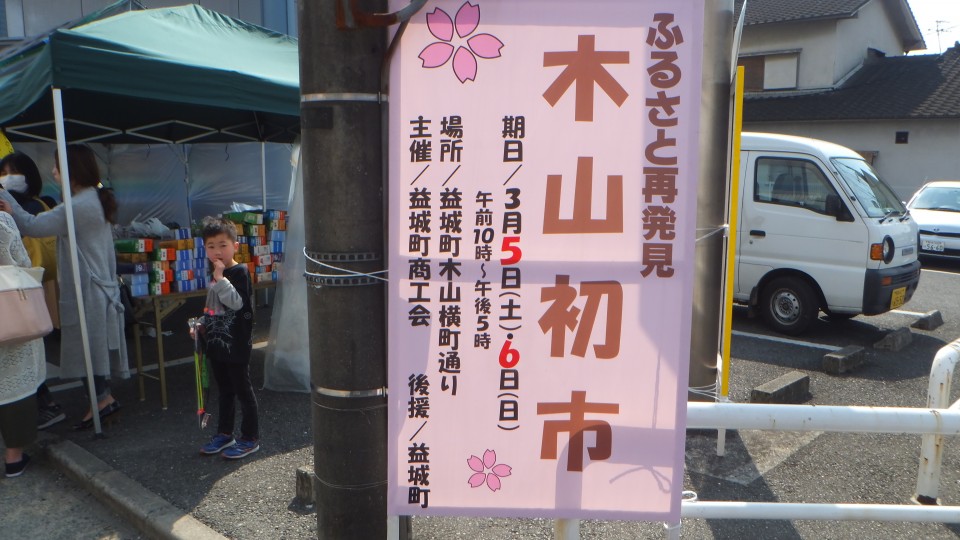 ふるさと再発見
木山初市
期日/3月5日(土)・6日(日)
午前10時~午後5時
場所/益城町木山横町通り
主催/益城町商工会 後援/益城町